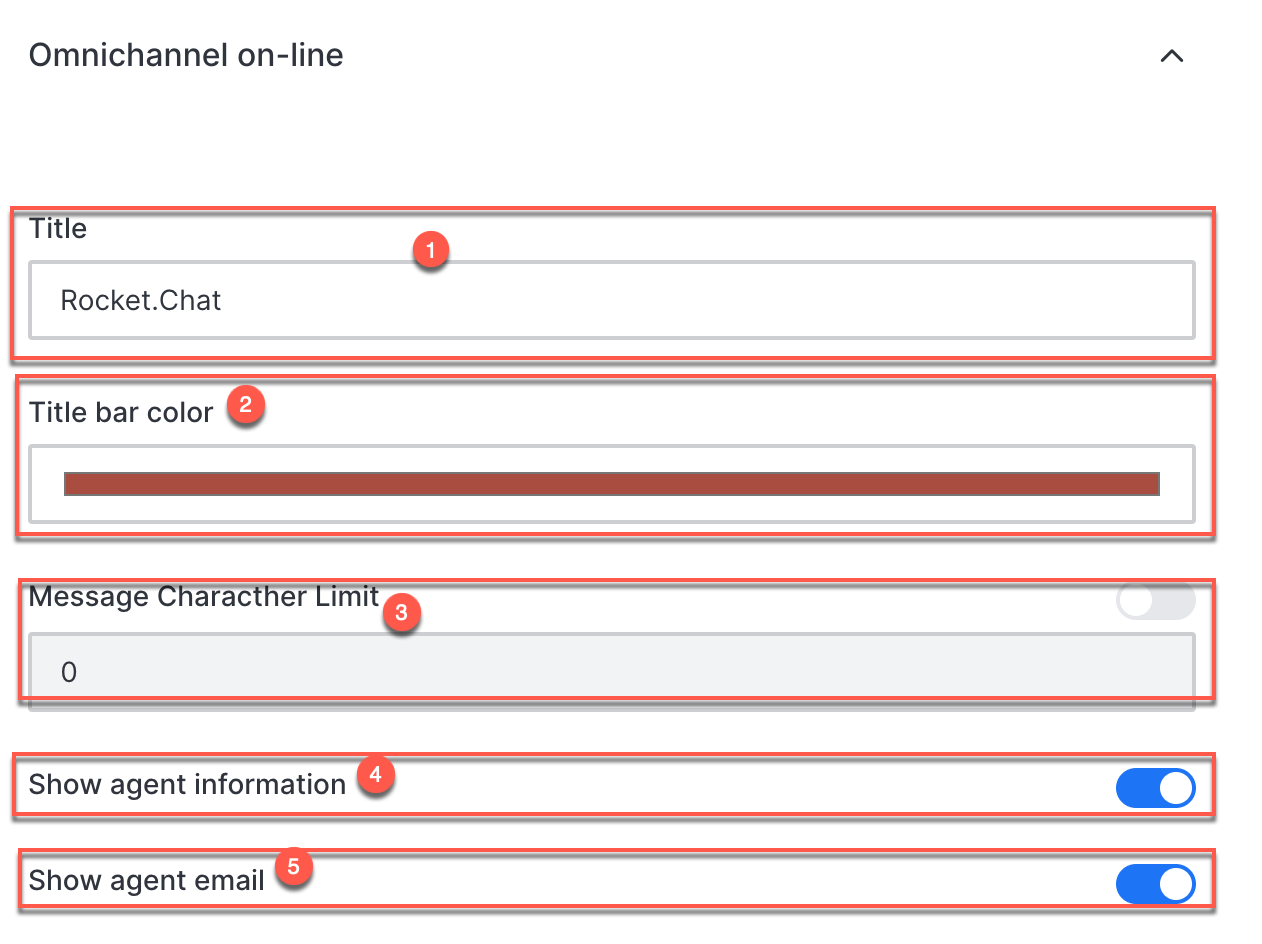 Omnichannel on-line
Title
1
Rocket.Chat
Title bar color 2
Message Characther Limit 3
0
Show agent information 4
Show agent email 5